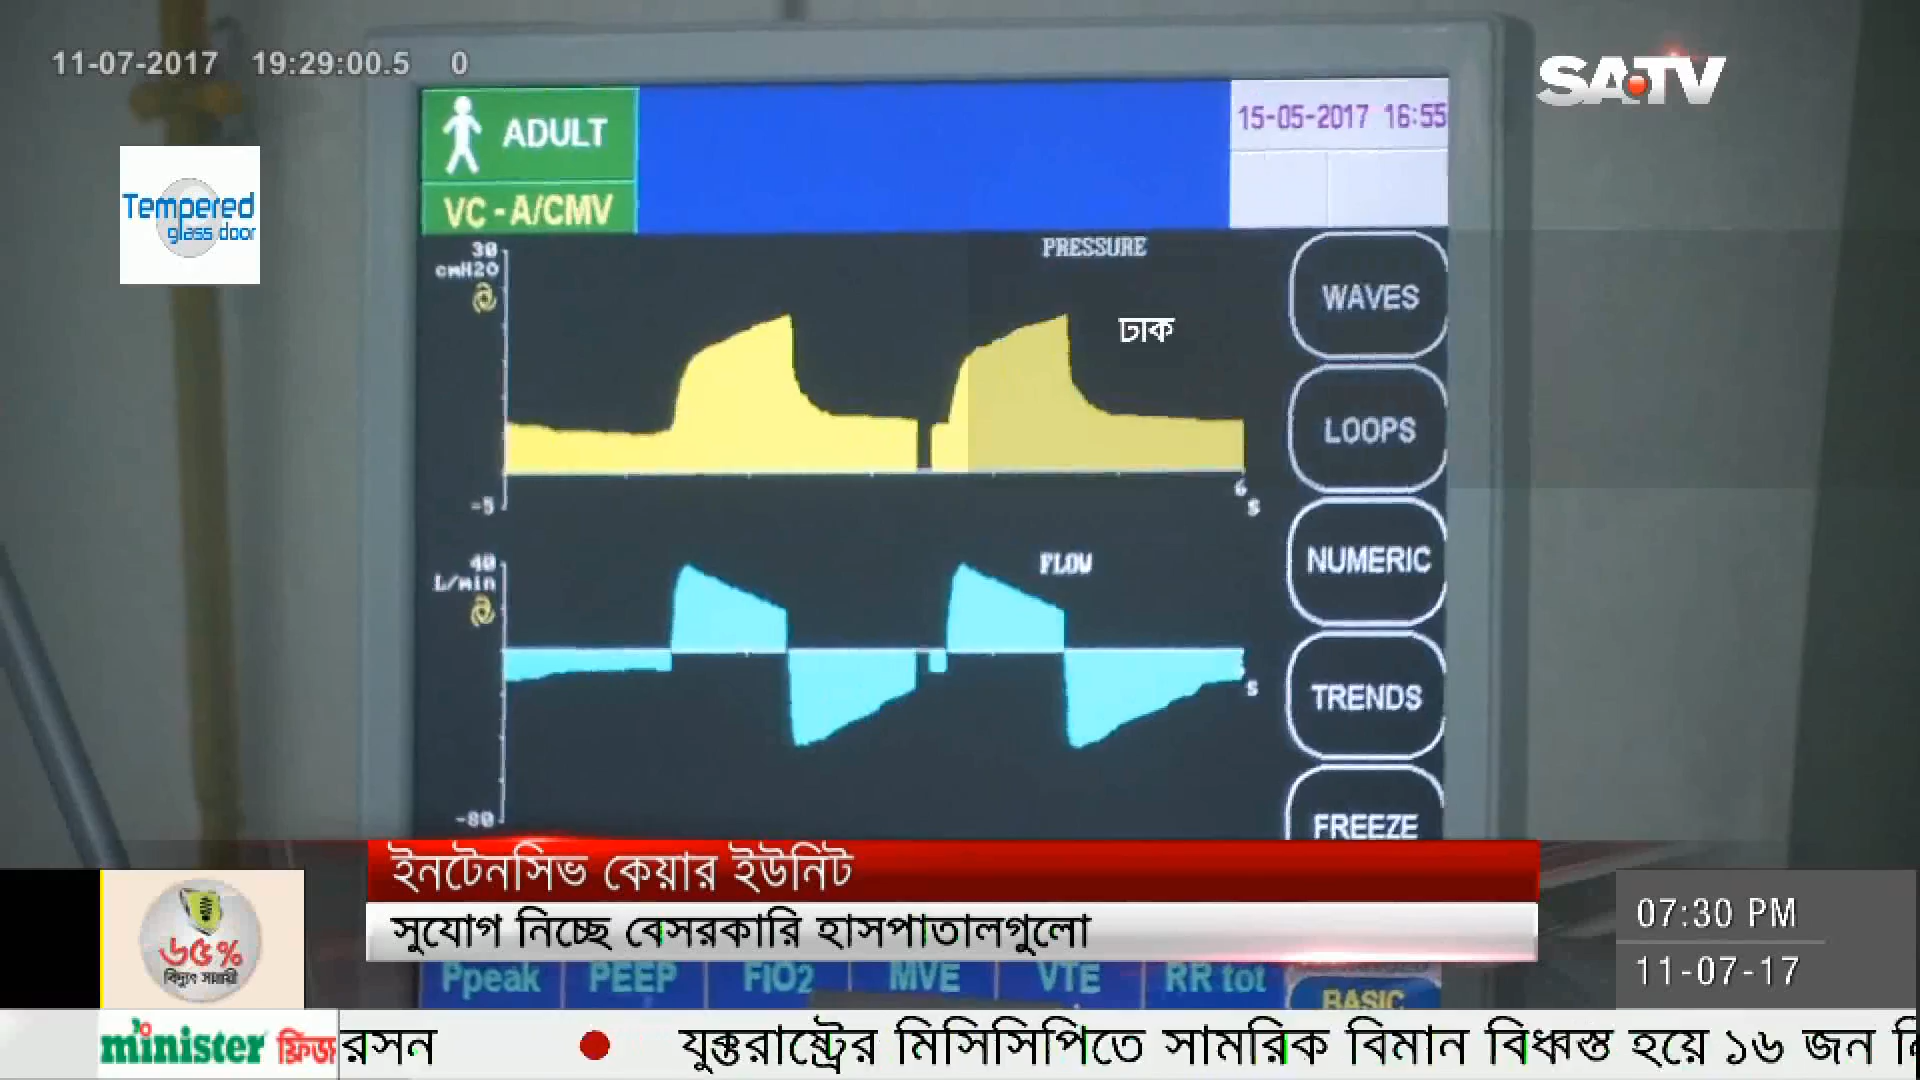 11-07-2017 19:29:00.5 0
SATV
ADULT
15-05-2017 16:55
VC - A/CMV
Tempered
glass door
30
cmH2O
PRESSURE
ঢাক
WAVES
LOOPS
-5
6
s
40
L/min
FLOW
NUMERIC
s
TRENDS
-80
FREEZE
ইনটেনসিভ কেয়ার ইউনিট
সুযোগ নিচ্ছে বেসরকারি হাসপাতালগুলো
৬৫%
বিদ্যুৎ সাশ্রয়ী
07:30 PM
11-07-17
Ppeak PEEP FIO2 MVE VTE RR tot
BASIC
minister ফ্রিজ
রসন ● যুক্তরাষ্ট্রের মিসিসিপিতে সামরিক বিমান বিধ্বস্ত হয়ে ১৬ জন